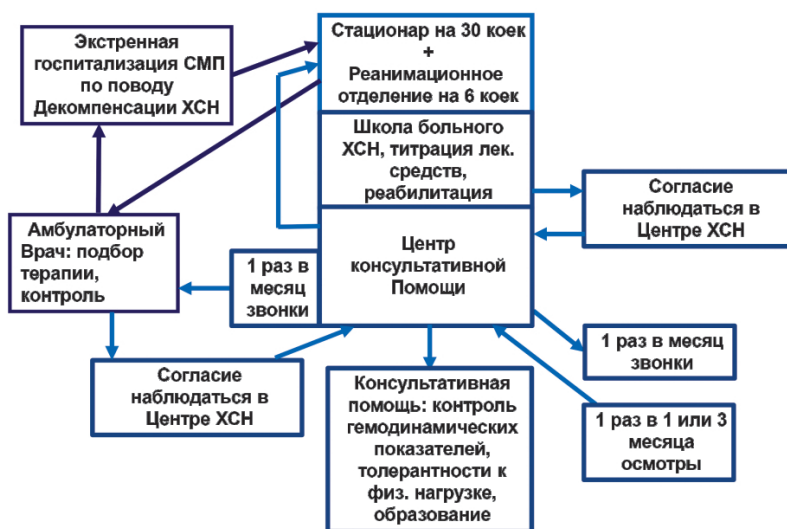 Экстренная
госпитализация СМП
по поводу
Декомпенсации ХСН
Стационар на 30 коек
+
Реанимационное
отделение на 6 коек
Школа больного
ХСН, титрация лек.
средств,
реабилитация
Согласие
наблюдаться в
Центре ХСН
Амбулаторный
Врач: подбор
терапии,
контроль
1 раз в
месяц
звонки
Центр
консультативной
Помощи
1 раз в месяц
звонки
Согласие
наблюдаться в
Центре ХСН
Консультативная
помощь: контроль
гемодинамических
показателей,
толерантности к
физ. нагрузке,
образование
1 раз в 1 или 3
месяца
осмотры